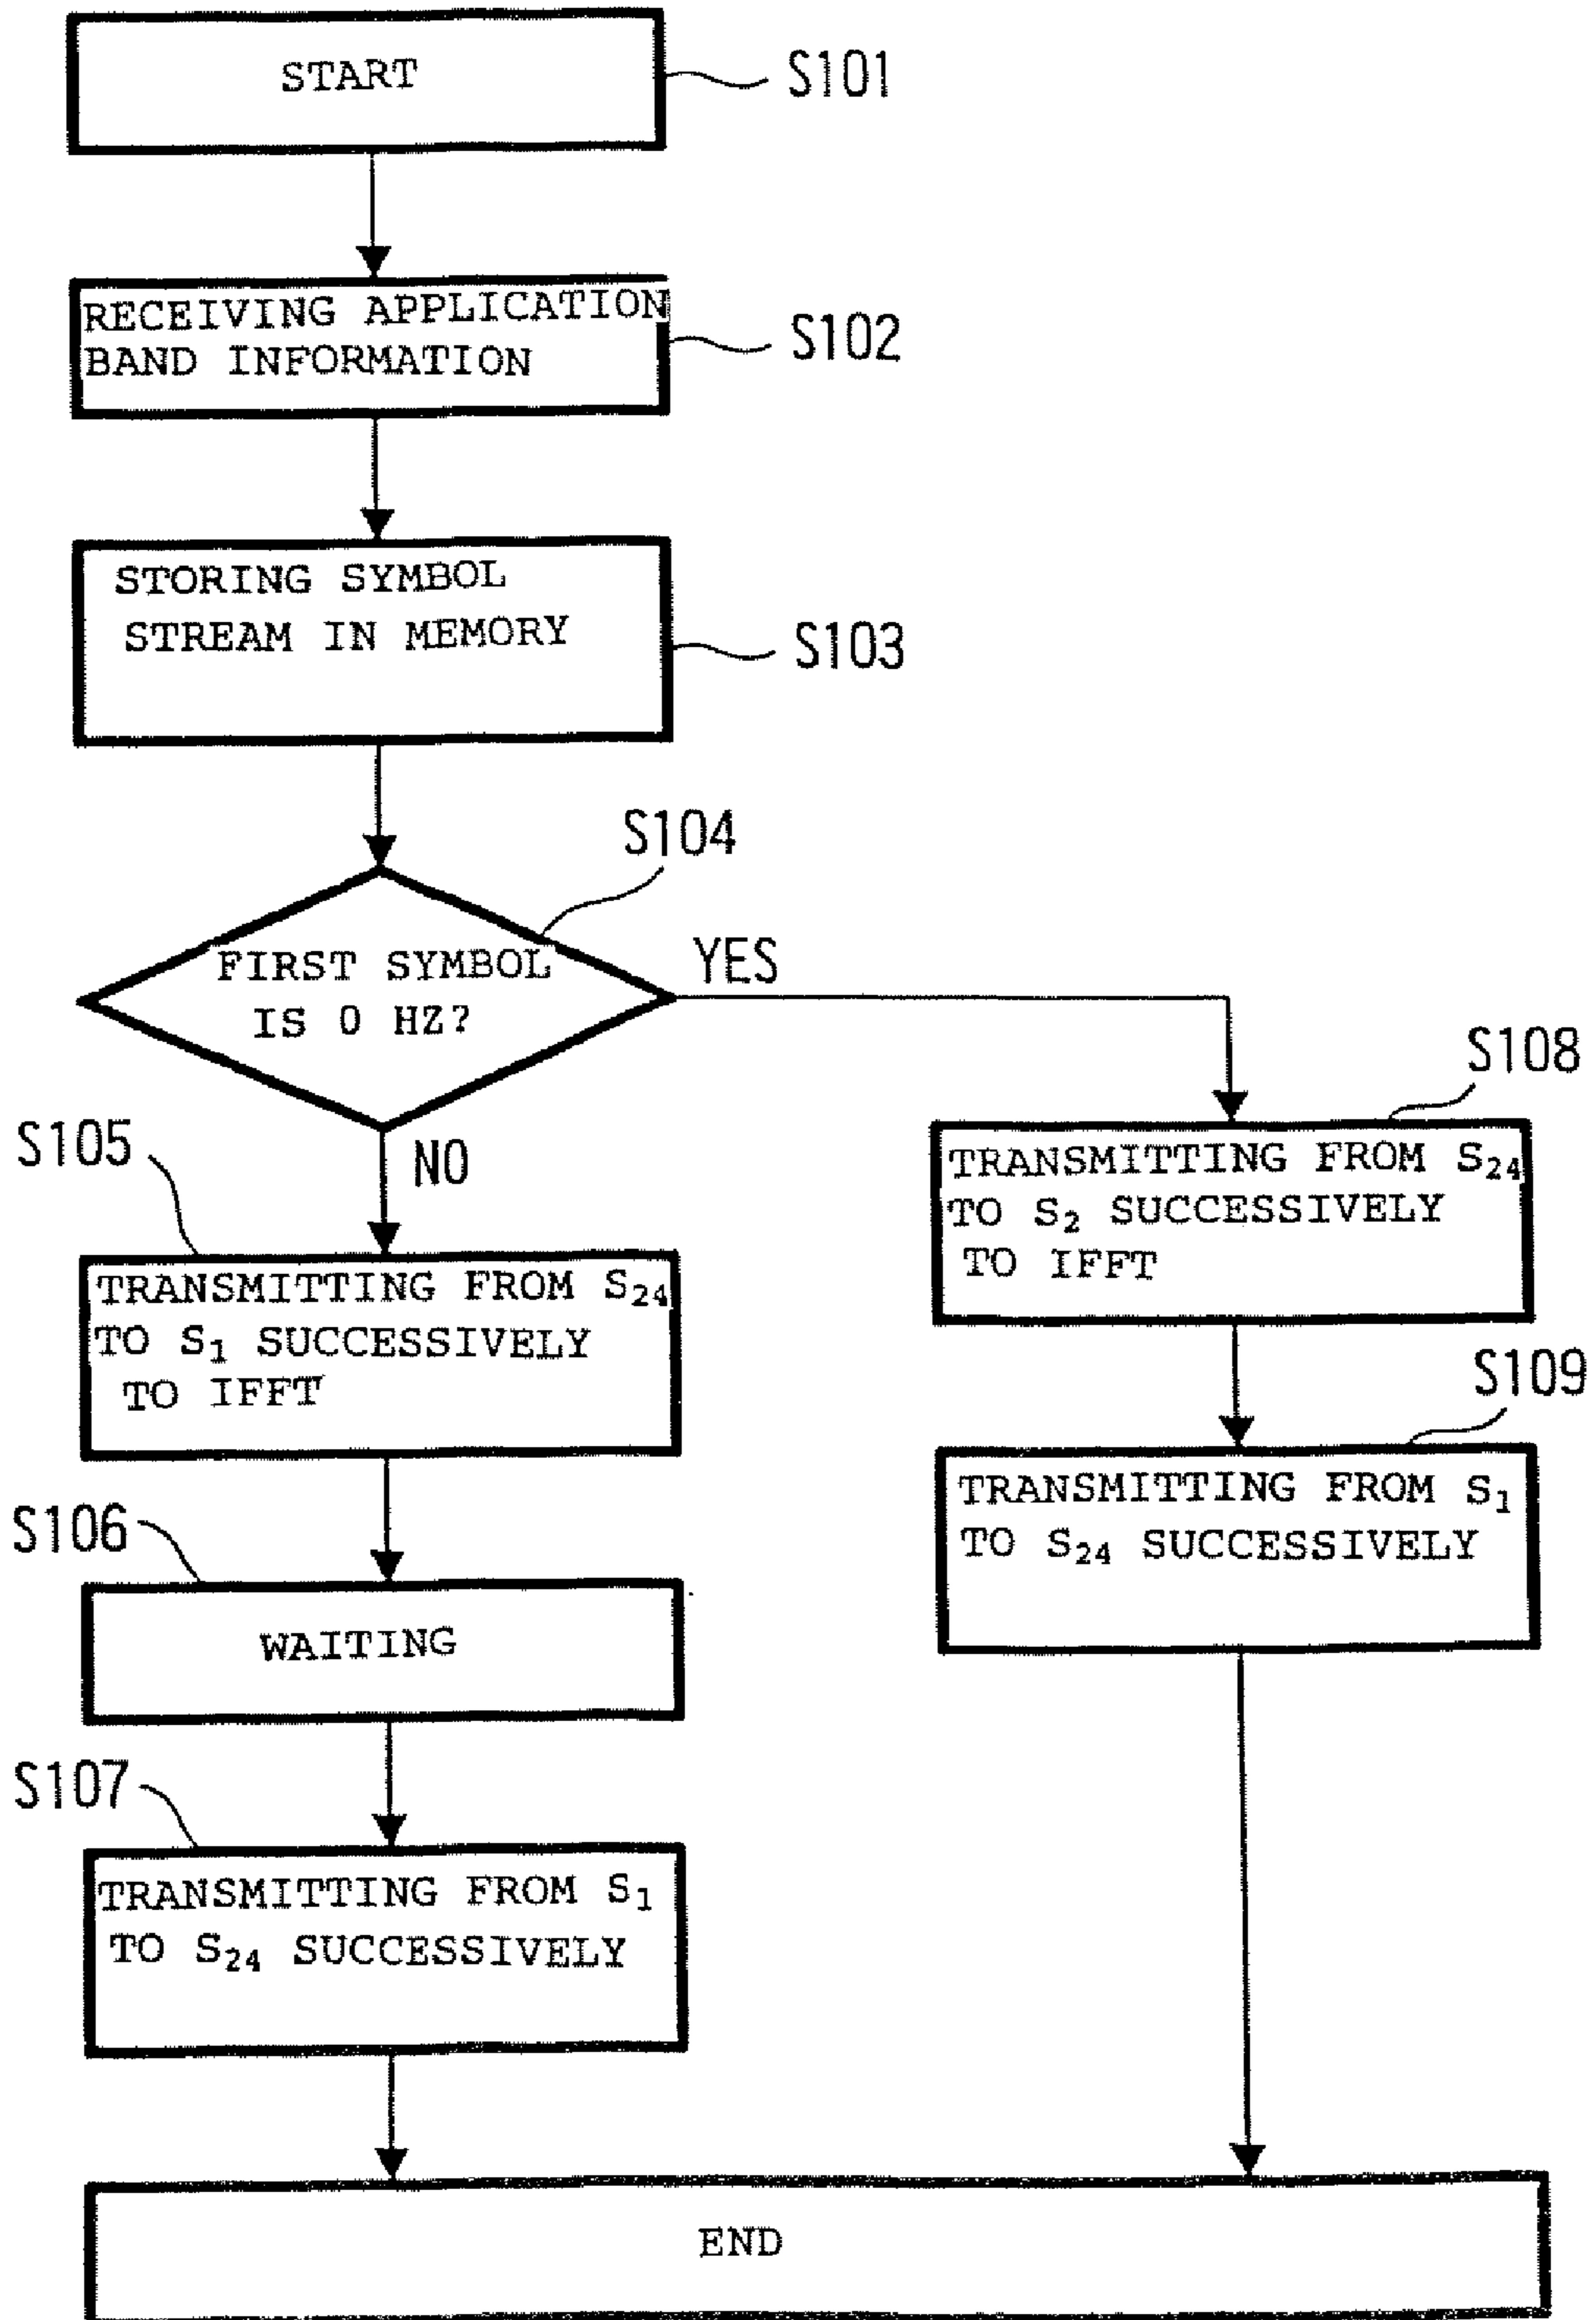 START
S101
RECEIVING APPLICATION
BAND INFORMATION
S102
STORING SYMBOL
STREAM IN MEMORY
S103
S104
FIRST SYMBOL
IS 0 HZ?
YES
NO
S105
TRANSMITTING FROM S₂₄
TO S₁ SUCCESSIVELY
TO IFFT
S106
WAITING
S107
TRANSMITTING FROM S₁
TO S₂₄ SUCCESSIVELY
S108
TRANSMITTING FROM S₂₄
TO S₂ SUCCESSIVELY
TO IFFT
S109
TRANSMITTING FROM S₁
TO S₂₄ SUCCESSIVELY
END